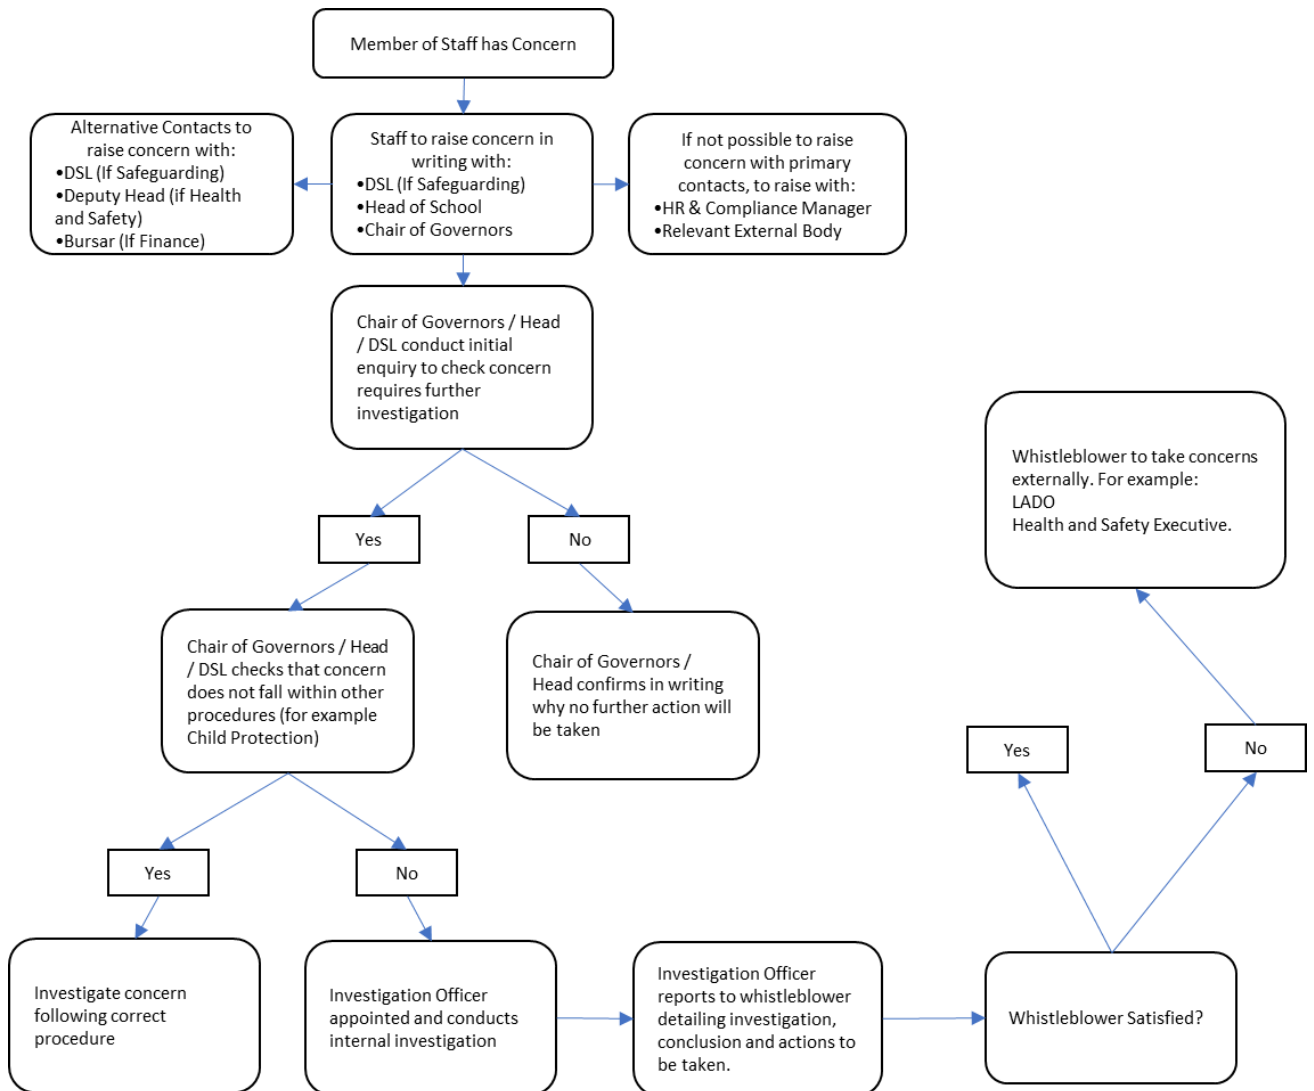 Member of Staff has Concern
Alternative Contacts to
raise concern with:
•DSL (If Safeguarding)
•Deputy Head (if Health
and Safety)
•Bursar (If Finance)
Staff to raise concern in
writing with:
•DSL (If Safeguarding)
•Head of School
•Chair of Governors
If not possible to raise
concern with primary
contacts, to raise with:
•HR & Compliance Manager
•Relevant External Body
Chair of Governors / Head
/ DSL conduct initial
enquiry to check concern
requires further
investigation
Yes
No
Chair of Governors / Head
/ DSL checks that concern
does not fall within other
procedures (for example
Child Protection)
Chair of Governors /
Head confirms in writing
why no further action will
be taken
Yes
No
Investigate concern
following correct
procedure
Investigation Officer
appointed and conducts
internal investigation
Investigation Officer
reports to whistleblower
detailing investigation,
conclusion and actions to
be taken.
Whistleblower Satisfied?
Yes
No
Whistleblower to take concerns
externally. For example:
LADO
Health and Safety Executive.